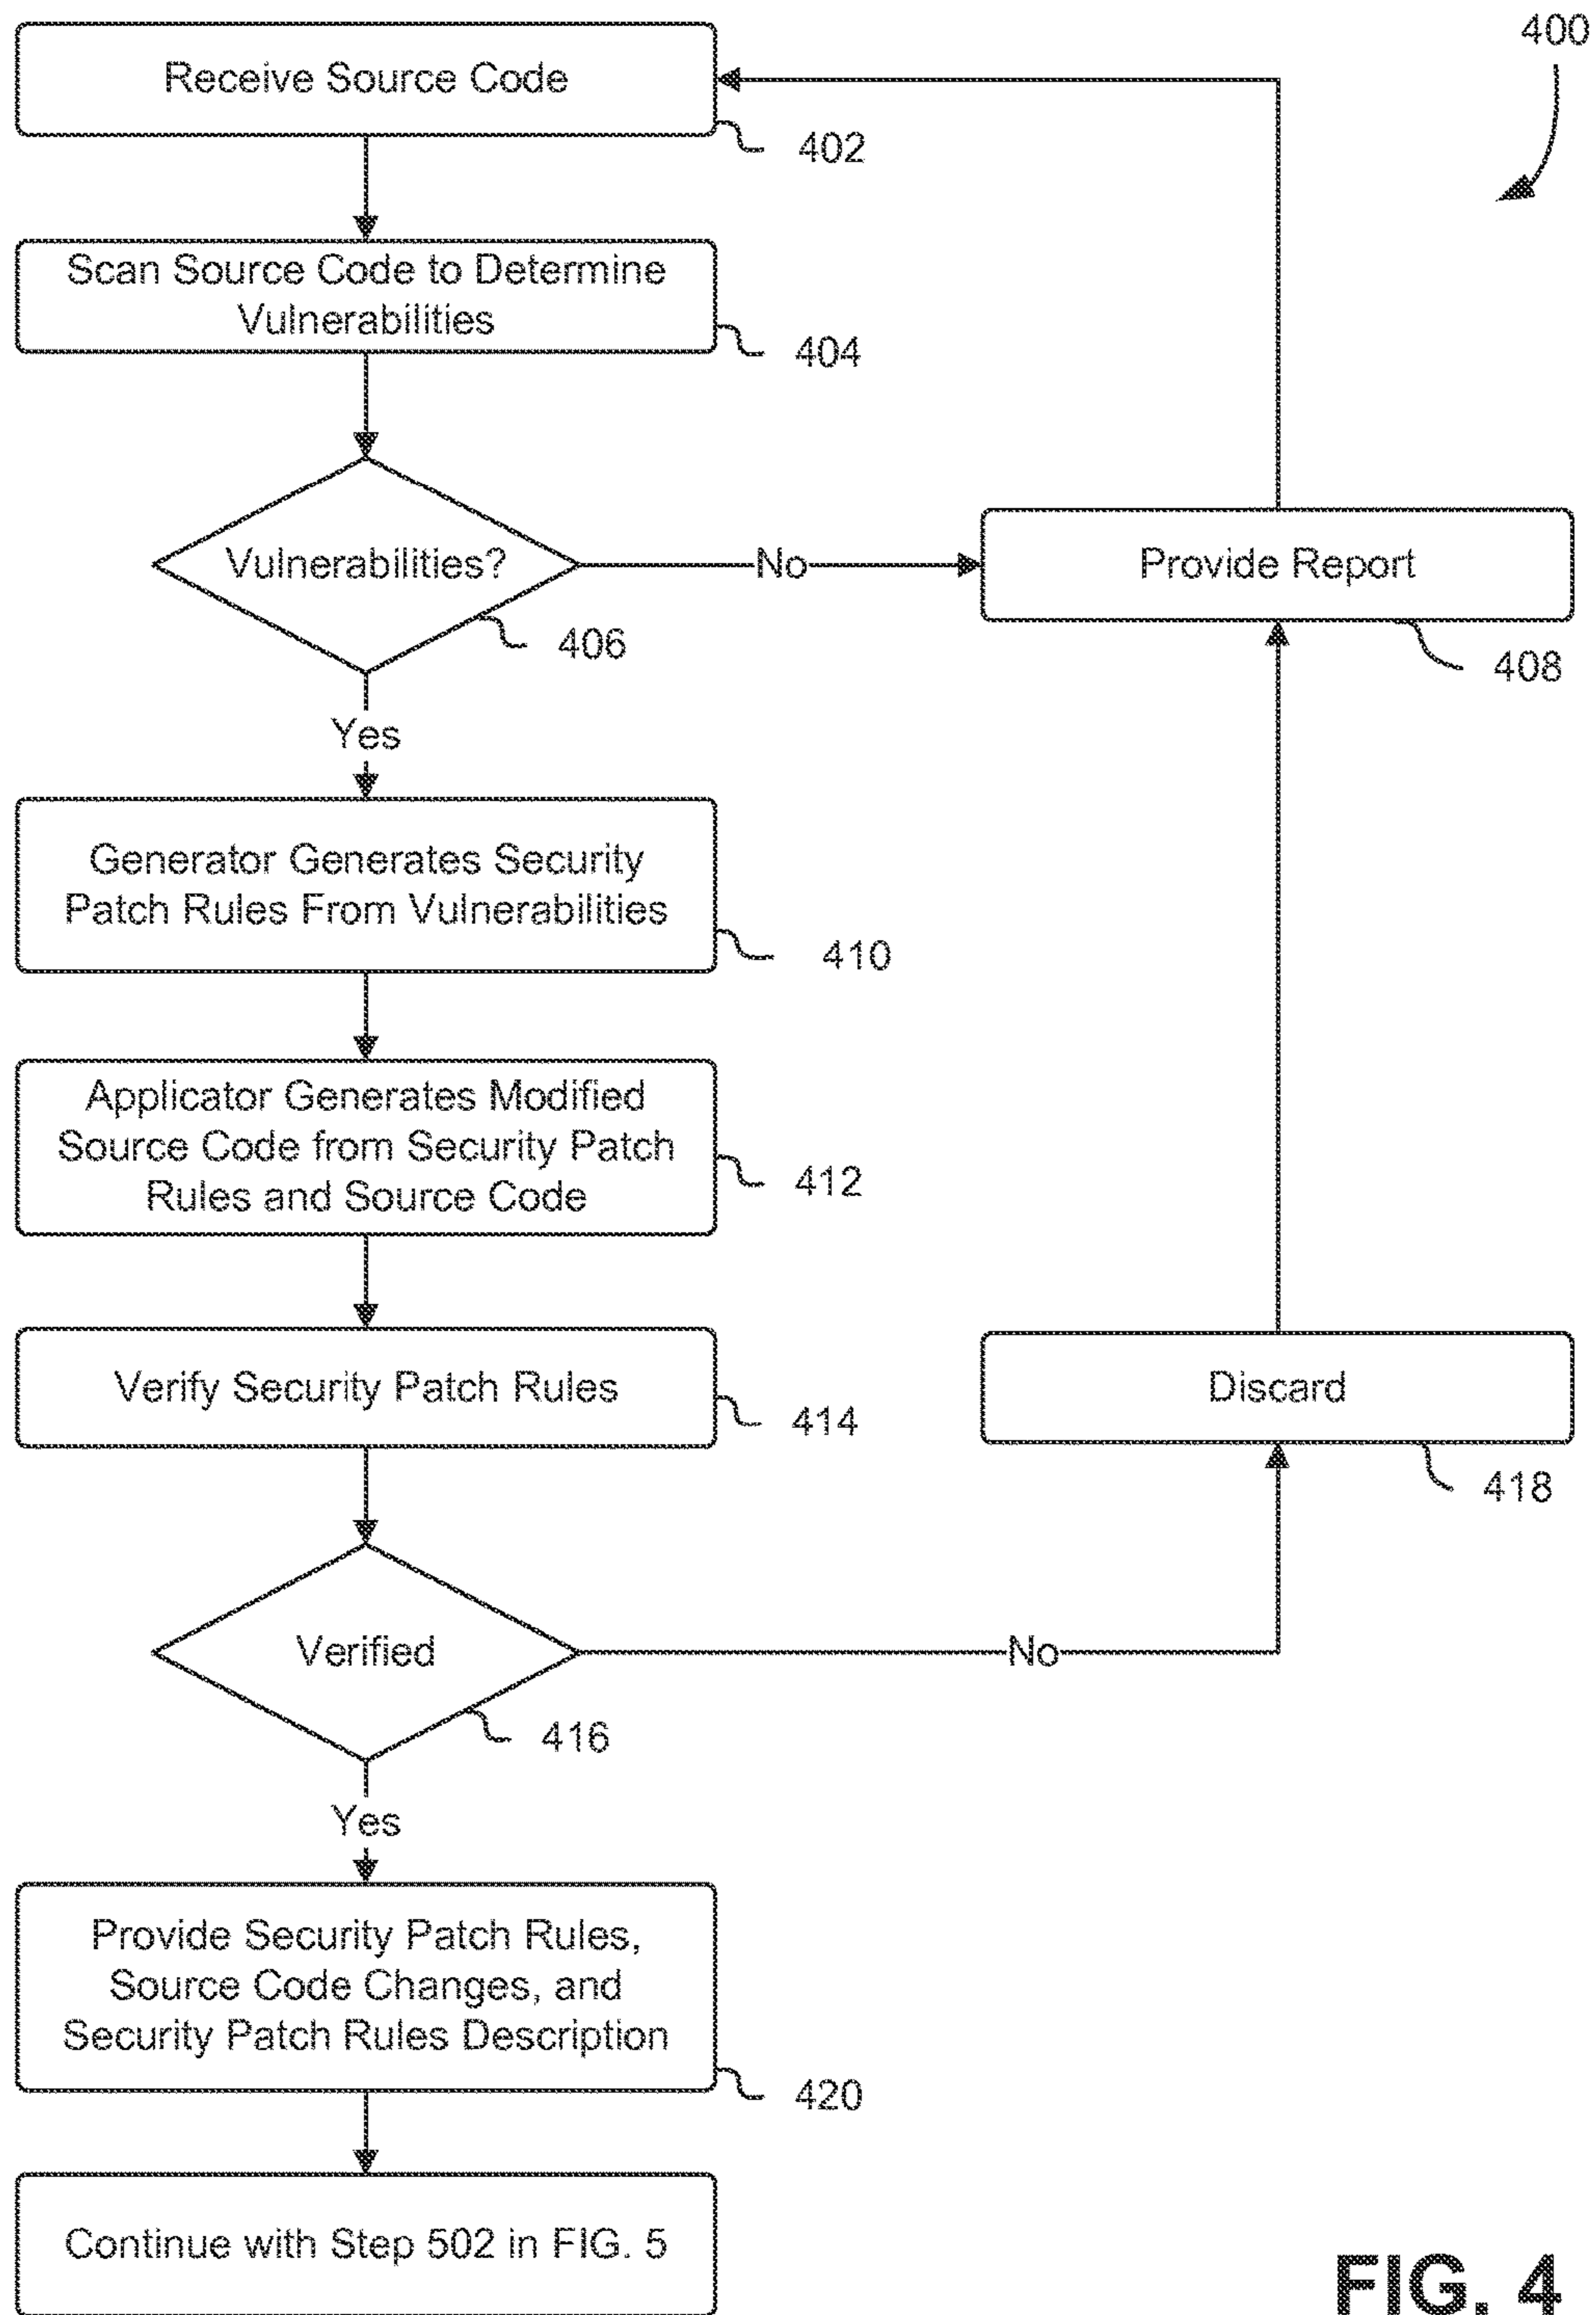 400
Receive Source Code
402
Scan Source Code to Determine
Vulnerabilities
404
Vulnerabilities?
No
Provide Report
406
408
Yes
Generator Generates Security
Patch Rules From Vulnerabilities
410
Applicator Generates Modified
Source Code from Security Patch
Rules and Source Code
412
Verify Security Patch Rules
414
Discard
418
Verified
No
416
Yes
Provide Security Patch Rules,
Source Code Changes, and
Security Patch Rules Description
420
Continue with Step 502 in FIG. 5
FIG. 4